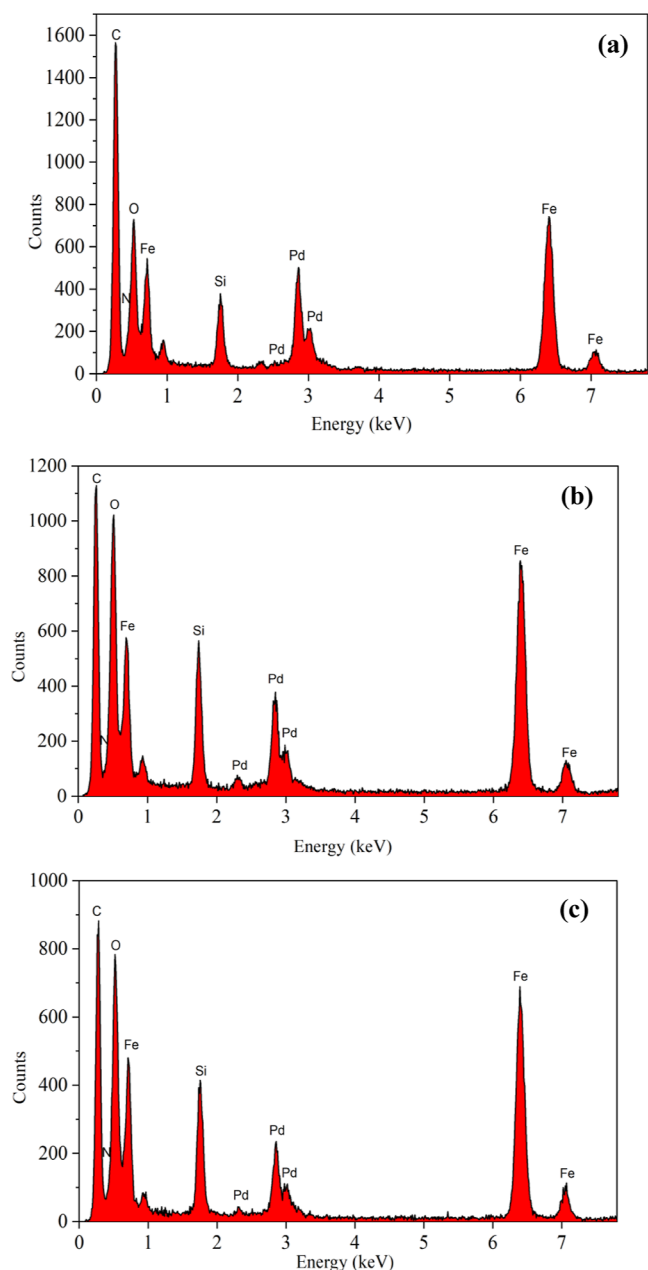 (a)
1600
1400
1200
1000
800
600
400
200
0
Counts
C
O
N
Fe
Si
Pd
Pd
Pd
Fe
Fe
0 1 2 3 4 5 6 7
Energy (keV)
(b)
1200
1000
800
600
400
200
0
Counts
C
O
N
Fe
Si
Pd
Pd
Pd
Fe
Fe
0 1 2 3 4 5 6 7
Energy (keV)
(c)
1000
800
600
400
200
0
Counts
C
O
N
Fe
Si
Pd
Pd
Pd
Fe
Fe
0 1 2 3 4 5 6 7
Energy (keV)